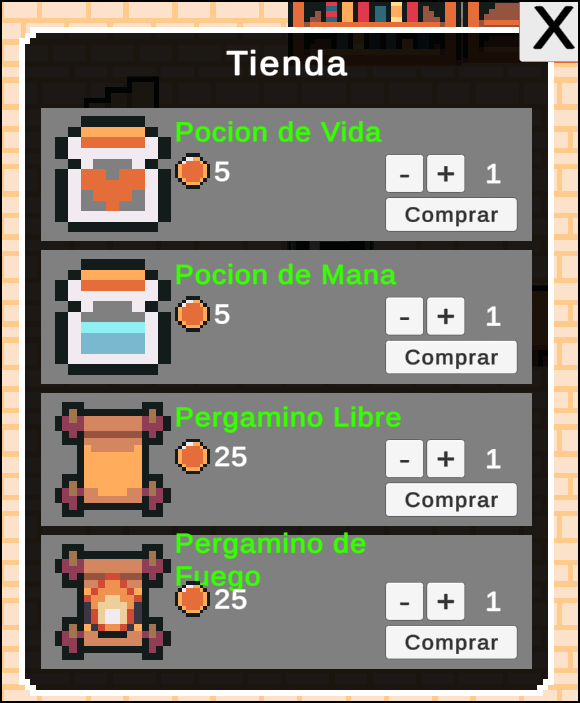 X
Tienda
Pocion de Vida
5
- + 1
Comprar
Pocion de Mana
5
- + 1
Comprar
Pergamino Libre
25
- + 1
Comprar
Pergamino de
Fuego
25
- + 1
Comprar